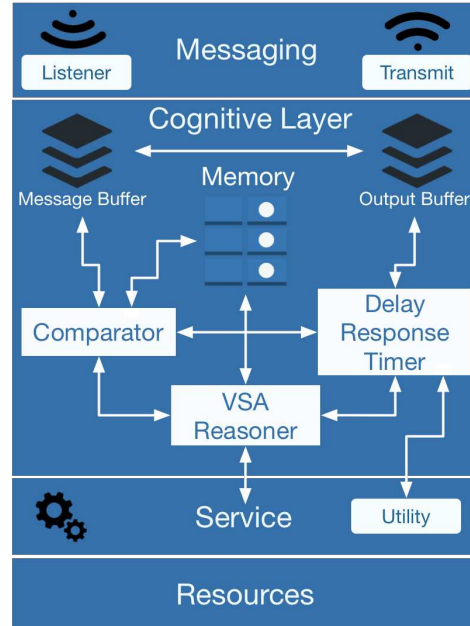 Messaging
Listener
Transmit
Cognitive Layer
Memory
Message Buffer
Output Buffer
Comparator
Delay
Response
Timer
VSA
Reasoner
Service
Utility
Resources